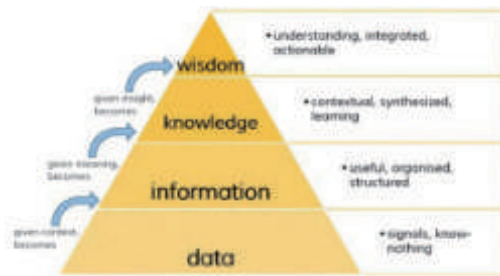 • understanding, integrated,
actionable
wisdom
given insight,
becomes
• contextual, synthesized,
learning
knowledge
given meaning,
becomes
• useful, organised,
structured
information
given context,
becomes
• signals, know-
nothing
data